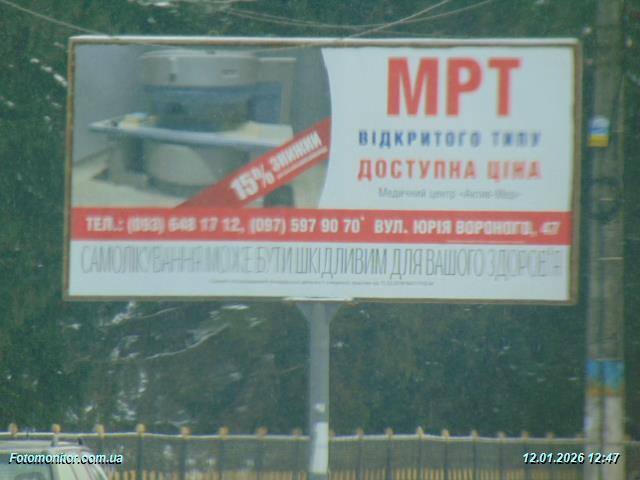 МРТ
ВІДКРИТОГО ТИПУ
ДОСТУПНА ЦІНА
Медичний центр «Актив-Мед»
15% ЗНИЖКИ
ТЕЛ.: (093) 648 17 12, (097) 597 90 70* ВУЛ. ЮРІЯ ВОРОНОГО, 47
САМОЛІКУВАННЯ МОЖЕ БУТИ ШКІДЛИВИМ ДЛЯ ВАШОГО ЗДОРОВ'Я
Fotomonitor.com.ua
12.01.2026 12:47